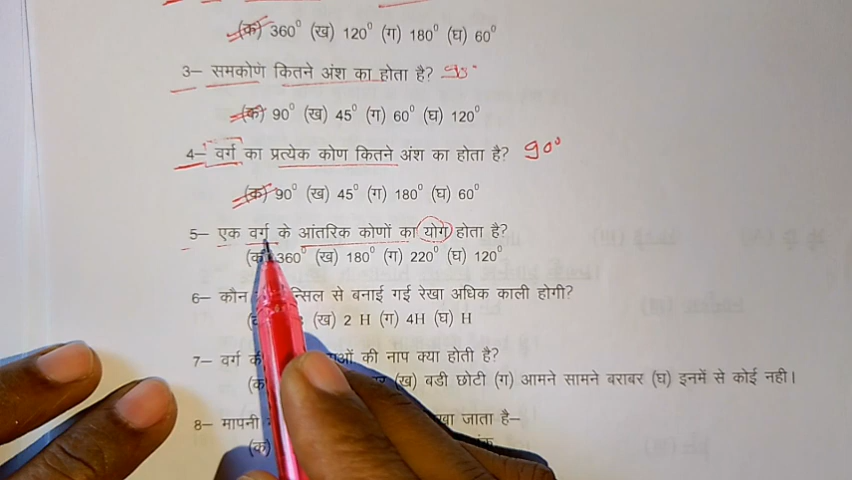 (क) 360° (ख) 120° (ग) 180° (घ) 60°
3– समकोण कितने अंश का होता है? 90°
(क) 90° (ख) 45° (ग) 60° (घ) 120°
4– वर्ग का प्रत्येक कोण कितने अंश का होता है? 90°
(क) 90° (ख) 45° (ग) 180° (घ) 60°
5– एक वर्ग के आंतरिक कोणों का योग होता है?
(क) 360° (ख) 180° (ग) 220° (घ) 120°
6– कौन से पेन्सिल से बनाई गई रेखा अधिक काली होगी?
(ख) 2 H (ग) 4H (घ) H
7– वर्ग की की नाप क्या होती है?
(क) (ख) बडी छोटी (ग) आमने सामने बराबर (घ) इनमें से कोई नही।
8– मापनी जाता है–
(क)